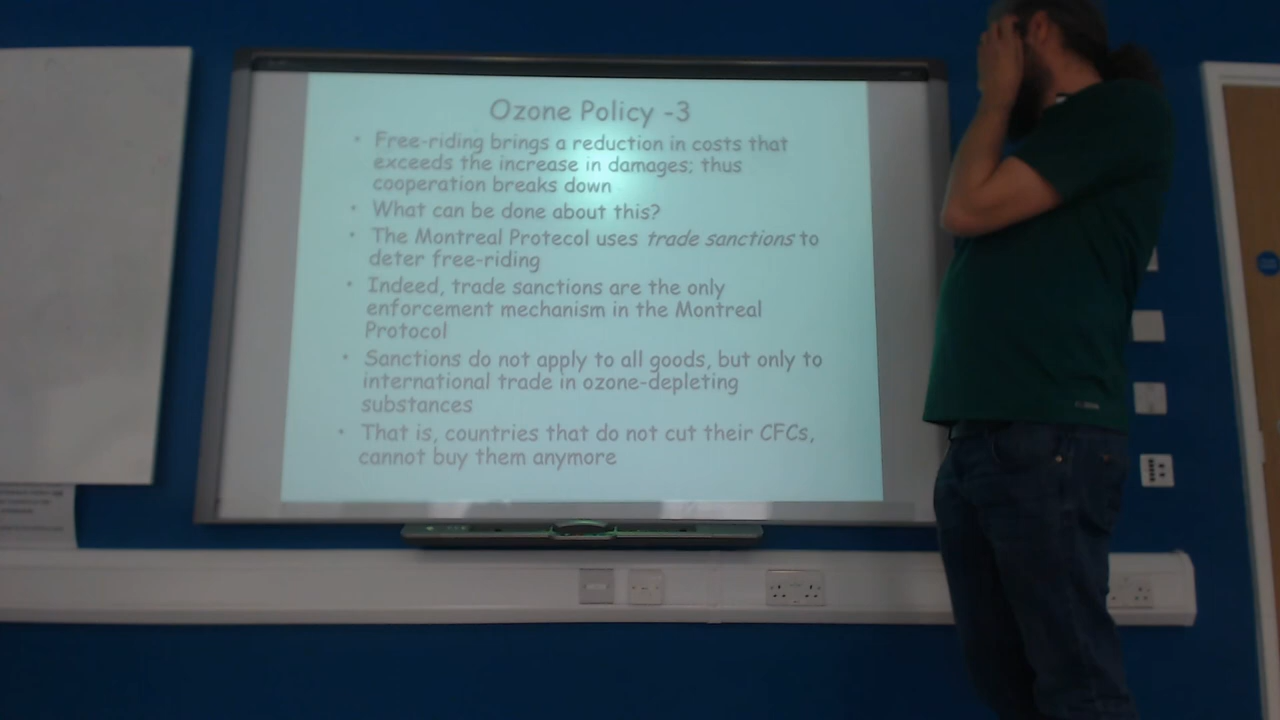 Ozone Policy -3
• Free-riding brings a reduction in costs that
exceeds the increase in damages; thus
cooperation breaks down
• What can be done about this?
• The Montreal Protecol uses trade sanctions to
deter free-riding
• Indeed, trade sanctions are the only
enforcement mechanism in the Montreal
Protocol
• Sanctions do not apply to all goods, but only to
international trade in ozone-depleting
substances
• That is, countries that do not cut their CFCs,
cannot buy them anymore